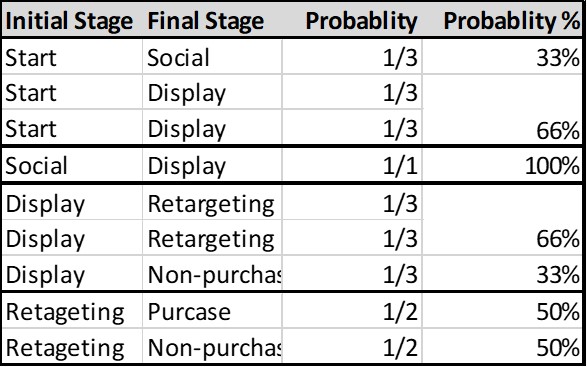 Initial Stage Final Stage Probablity Probablity %
Start Social 1/3 33%
Start Display 1/3
Start Display 1/3 66%
Social Display 1/1 100%
Display Retargeting 1/3
Display Retargeting 1/3 66%
Display Non-purchas 1/3 33%
Retageting Purcase 1/2 50%
Retageting Non-purchas 1/2 50%